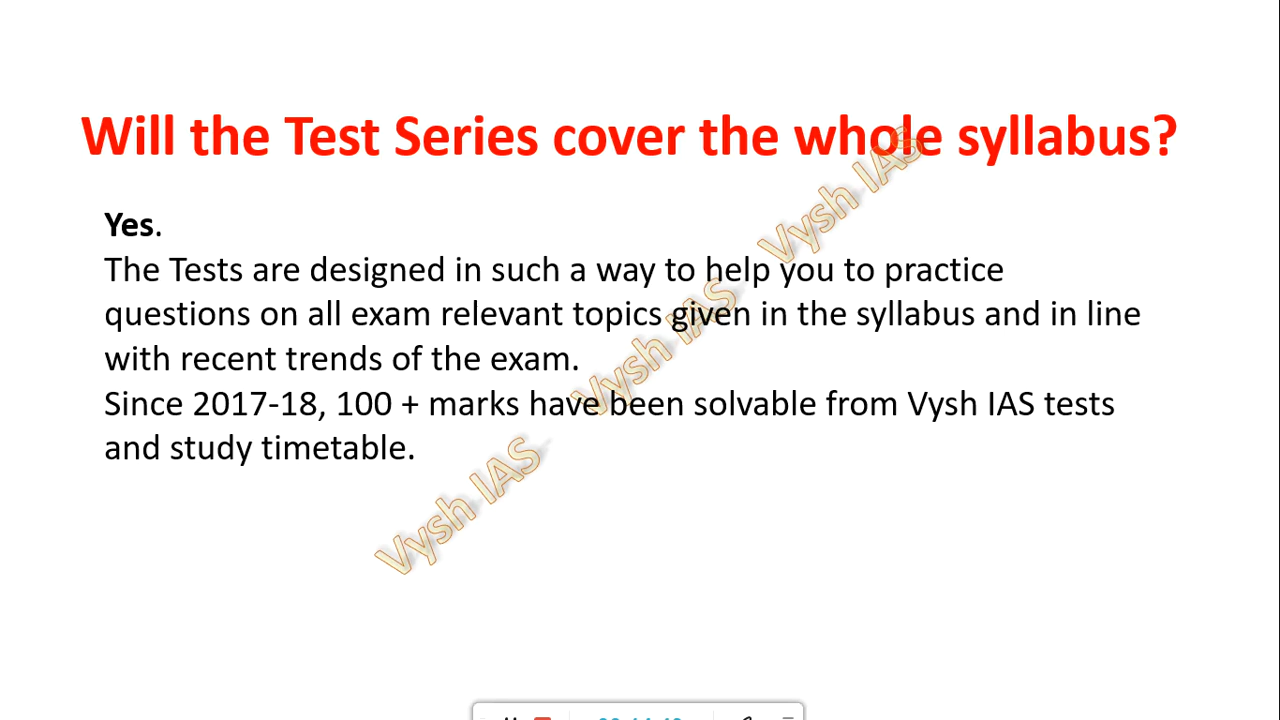 Will the Test Series cover the whole syllabus?
Yes.
The Tests are designed in such a way to help you to practice
questions on all exam relevant topics given in the syllabus and in line
with recent trends of the exam.
Since 2017-18, 100 + marks have been solvable from Vysh IAS tests
and study timetable.
Vysh IAS
Vysh IAS
Vysh IAS